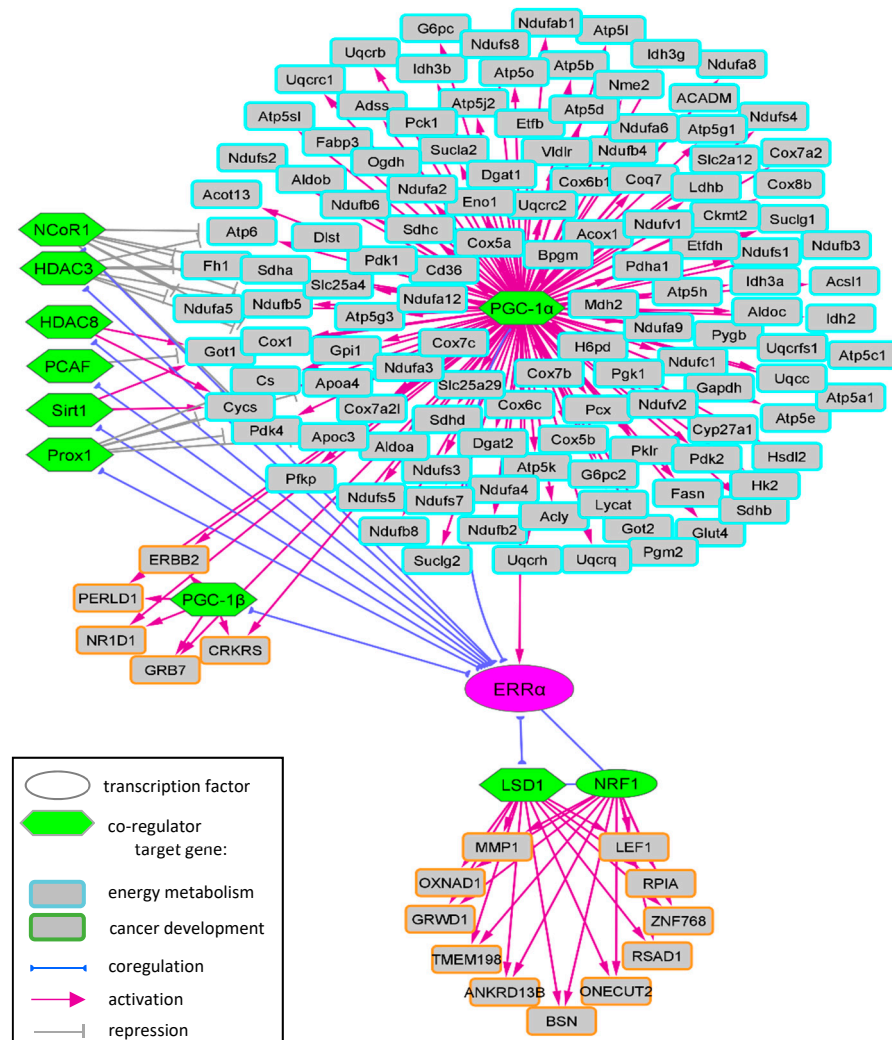 G6pc
Ndufab1
Atp5l
Uqcrb
Ndufs8
Idh3g
Uqcrc1
Idh3b
Atp5o
Atp5b
Ndufa8
Adss
Atp5j2
Nme2
ACADM
Atp5sl
Pck1
Etfb
Atp5d
Ndufa6
Atp5g1
Ndufs4
Fabp3
Sucla2
Vldlr
Ndufb4
Ndufs2
Ogdh
Dgat1
Slc2a12
Cox7a2
Acot13
Aldob
Ndufa2
Cox6b1
Coq7
Ldhb
Cox8b
Ndufb6
Eno1
Uqcrc2
NCoR1
Atp6
Dlst
Sdhc
Cox5a
Acox1
Ndufv1
Ckmt2
Suclg1
HDAC3
Fh1
Sdha
Pdk1
Cd36
Bpgm
Pdha1
Etfdh
Ndufs1
Ndufb3
Slc25a4
Ndufa5
Ndufb5
Ndufa12
PGC-1α
Mdh2
Atp5h
Idh3a
Acsl1
HDAC8
Atp5g3
Aldoc
Idh2
Got1
Cox1
Gpi1
Cox7c
H6pd
Ndufa9
Pygb
Uqcrfs1
Atp5c1
PCAF
Cs
Apoa4
Ndufa3
Slc25a29
Cox7b
Pgk1
Ndufc1
Uqcc
Sirt1
Cycs
Cox7a2l
Cox6c
Pcx
Ndufv2
Gapdh
Atp5a1
Prox1
Pdk4
Apoc3
Sdhd
Cox5b
Cyp27a1
Atp5e
Pfkp
Aldoa
Dgat2
Pklr
Pdk2
Hsdl2
Ndufs3
Atp5k
G6pc2
Hk2
Ndufs5
Ndufs7
Ndufa4
Lycat
Fasn
Sdhb
Ndufb8
Ndufb2
Acly
Got2
Glut4
ERBB2
Suclg2
Uqcrh
Uqcrq
Pgm2
PERLD1
PGC-1β
NR1D1
CRKRS
GRB7
ERRα
LSD1
NRF1
MMP1
LEF1
OXNAD1
RPIA
GRWD1
ZNF768
TMEM198
RSAD1
ANKRD13B
ONECUT2
BSN
transcription factor
co-regulator
target gene:
energy metabolism
cancer development
coregulation
activation
repression